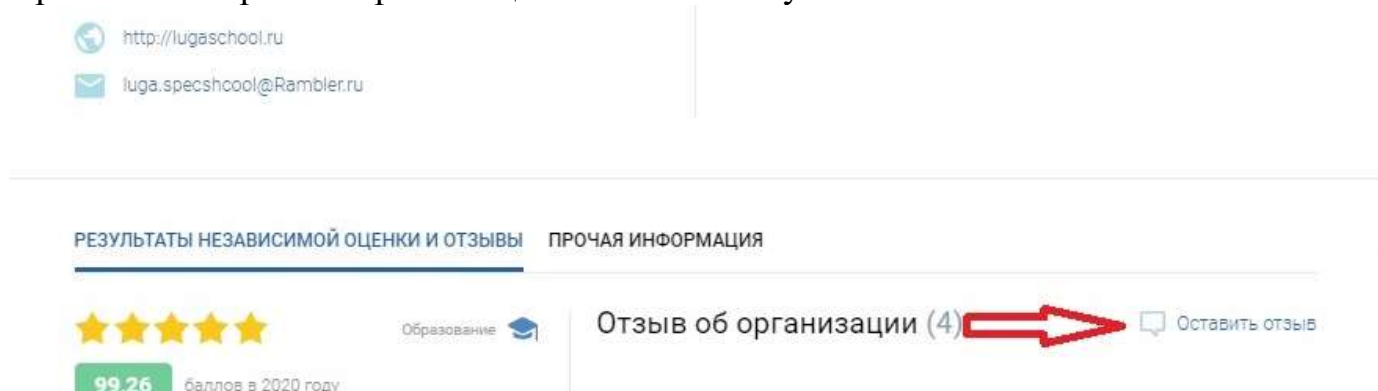 http://lugaschool.ru
luga.specshcool@Rambler.ru
РЕЗУЛЬТАТЫ НЕЗАВИСИМОЙ ОЦЕНКИ И ОТЗЫВЫ ПРОЧАЯ ИНФОРМАЦИЯ
Образование
Отзыв об организации (4)
Оставить отзыв
99.26 баллов в 2020 году